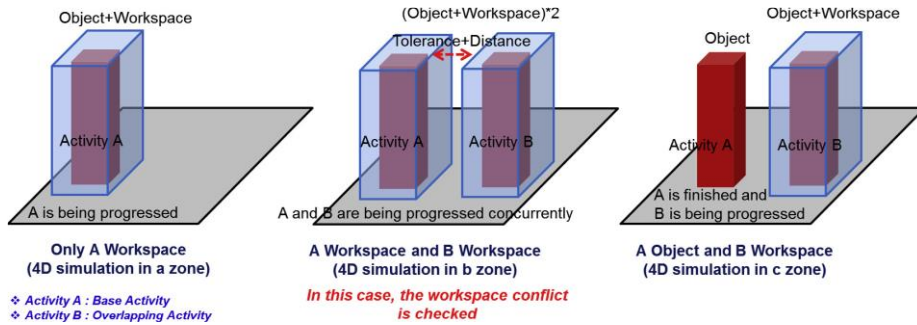 Object+Workspace
Activity A
A is being progressed
Only A Workspace
(4D simulation in a zone)
❖ Activity A : Base Activity
❖ Activity B : Overlapping Activity
(Object+Workspace)*2
Tolerance+Distance
Activity A
Activity B
A and B are being progressed concurrently
A Workspace and B Workspace
(4D simulation in b zone)
In this case, the workspace conflict
is checked
Object+Workspace
Object
Activity A
Activity B
A is finished and
B is being progressed
A Object and B Workspace
(4D simulation in c zone)